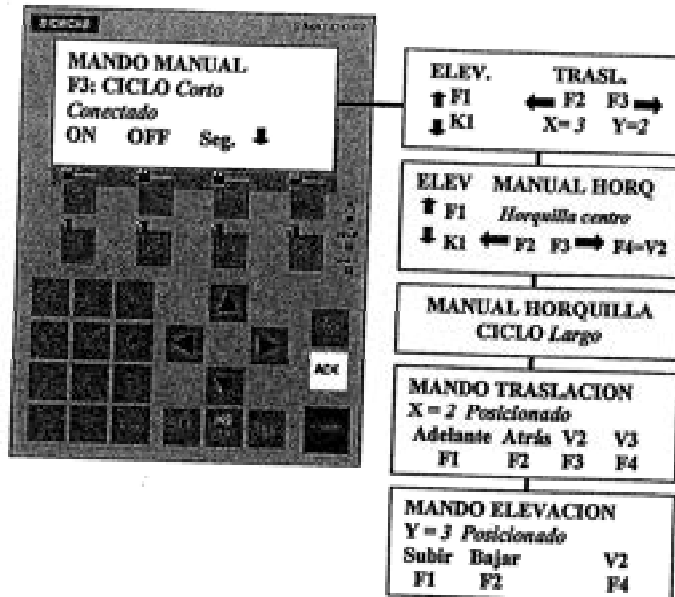 MANDO MANUAL
F3: CICLO Corto
Conectado
ON OFF Seg. ⬇
ACK
ELEV. TRASL.
⬆ F1 ⬅ F2 F3 ➡
⬇ K1 X= 3 Y=2
ELEV MANUAL HORQ
⬆ F1 Horquilla centro
⬇ K1 ⬅ F2 F3 ➡ F4=V2
MANUAL HORQUILLA
CICLO Largo
MANDO TRASLACION
X = 2 Posicionado
Adelante Atrás V2 V3
F1 F2 F3 F4
MANDO ELEVACION
Y = 3 Posicionado
Subir Bajar V2
F1 F2 F4